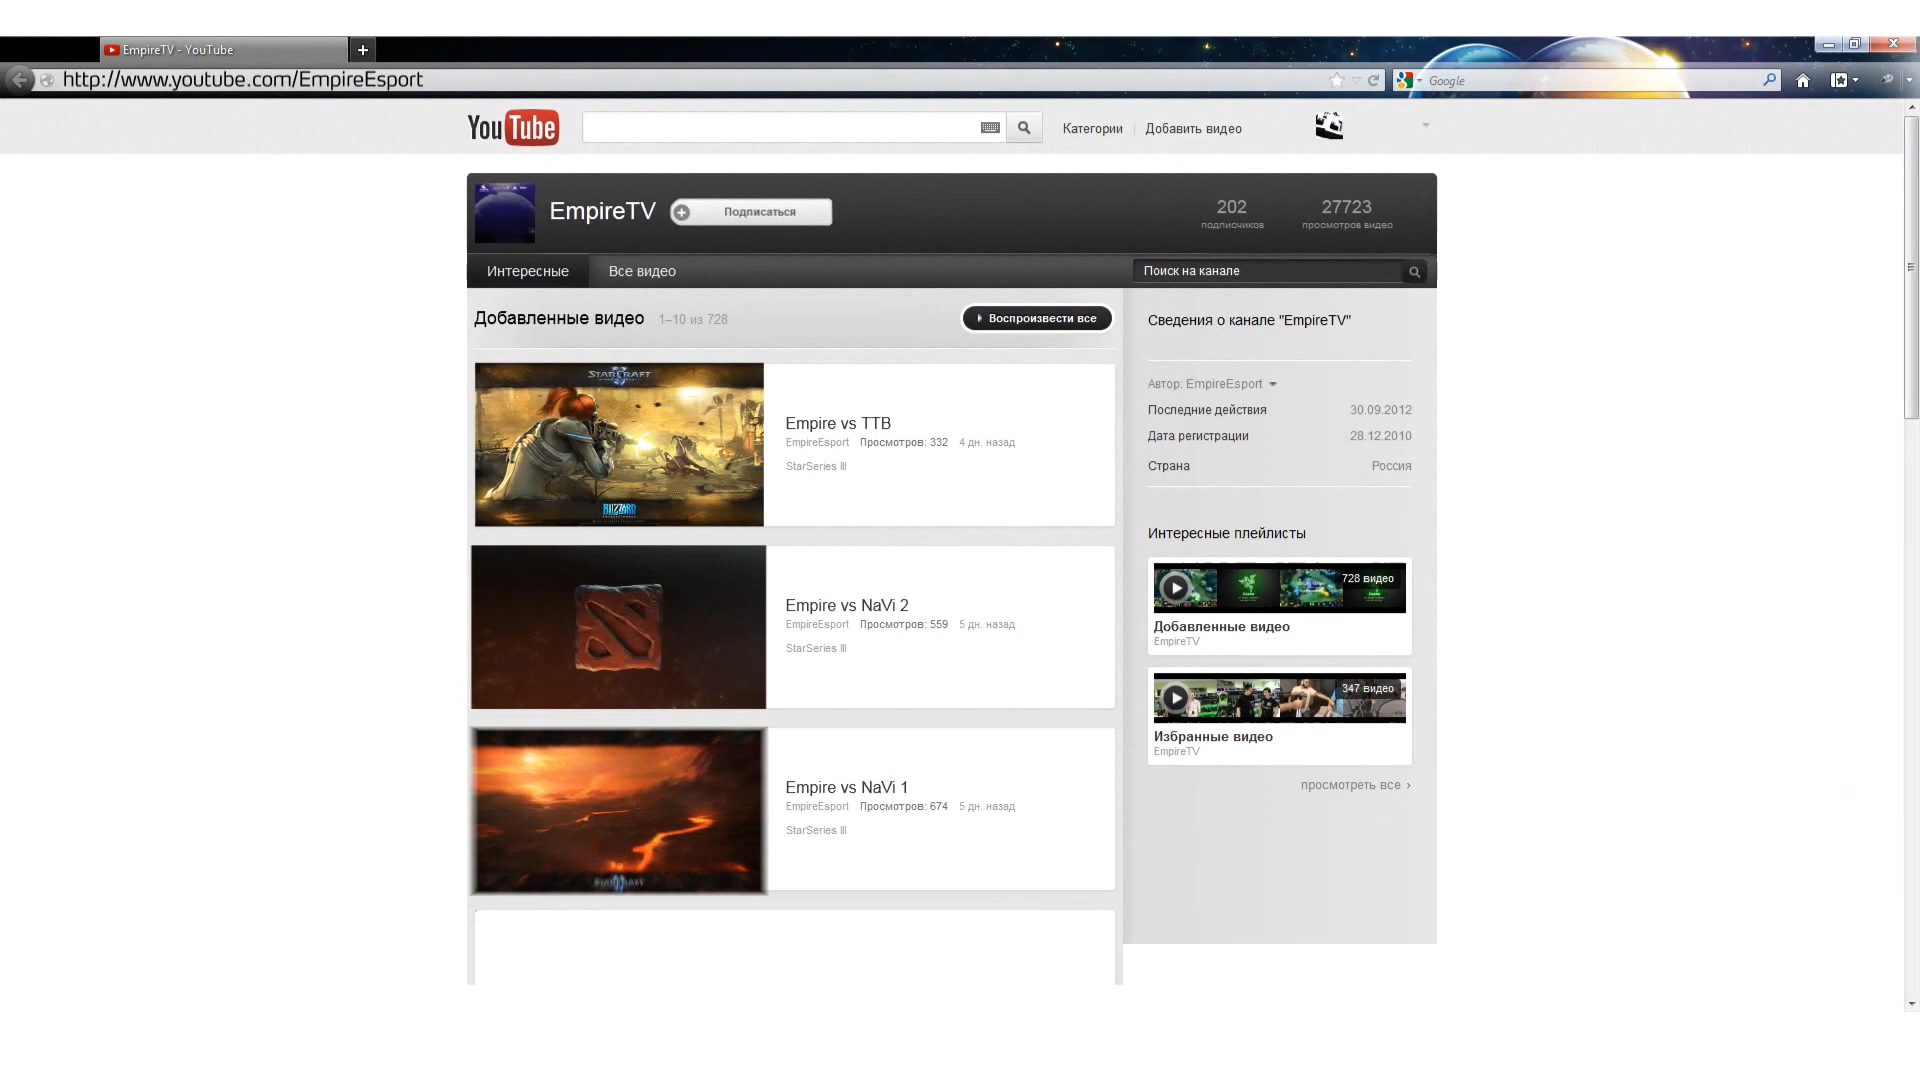 EmpireTV - YouTube
http://www.youtube.com/EmpireEsport
Google
YouTube
Категории
Добавить видео
EmpireTV
Подписаться
202
подписчиков
27723
просмотров видео
Интересные
Все видео
Поиск на канале
Добавленные видео 1–10 из 728
Воспроизвести все
STARCRAFT
BLIZZARD
Empire vs TTB
EmpireEsport Просмотров: 332 4 дн. назад
StarSeries III
Empire vs NaVi 2
EmpireEsport Просмотров: 559 5 дн. назад
StarSeries III
STARCRAFT
Empire vs NaVi 1
EmpireEsport Просмотров: 674 5 дн. назад
StarSeries III
Сведения о канале "EmpireTV"
Автор: EmpireEsport
Последние действия 30.09.2012
Дата регистрации 28.12.2010
Страна Россия
Интересные плейлисты
728 видео
Добавленные видео
EmpireTV
347 видео
Избранные видео
EmpireTV
просмотреть все ›